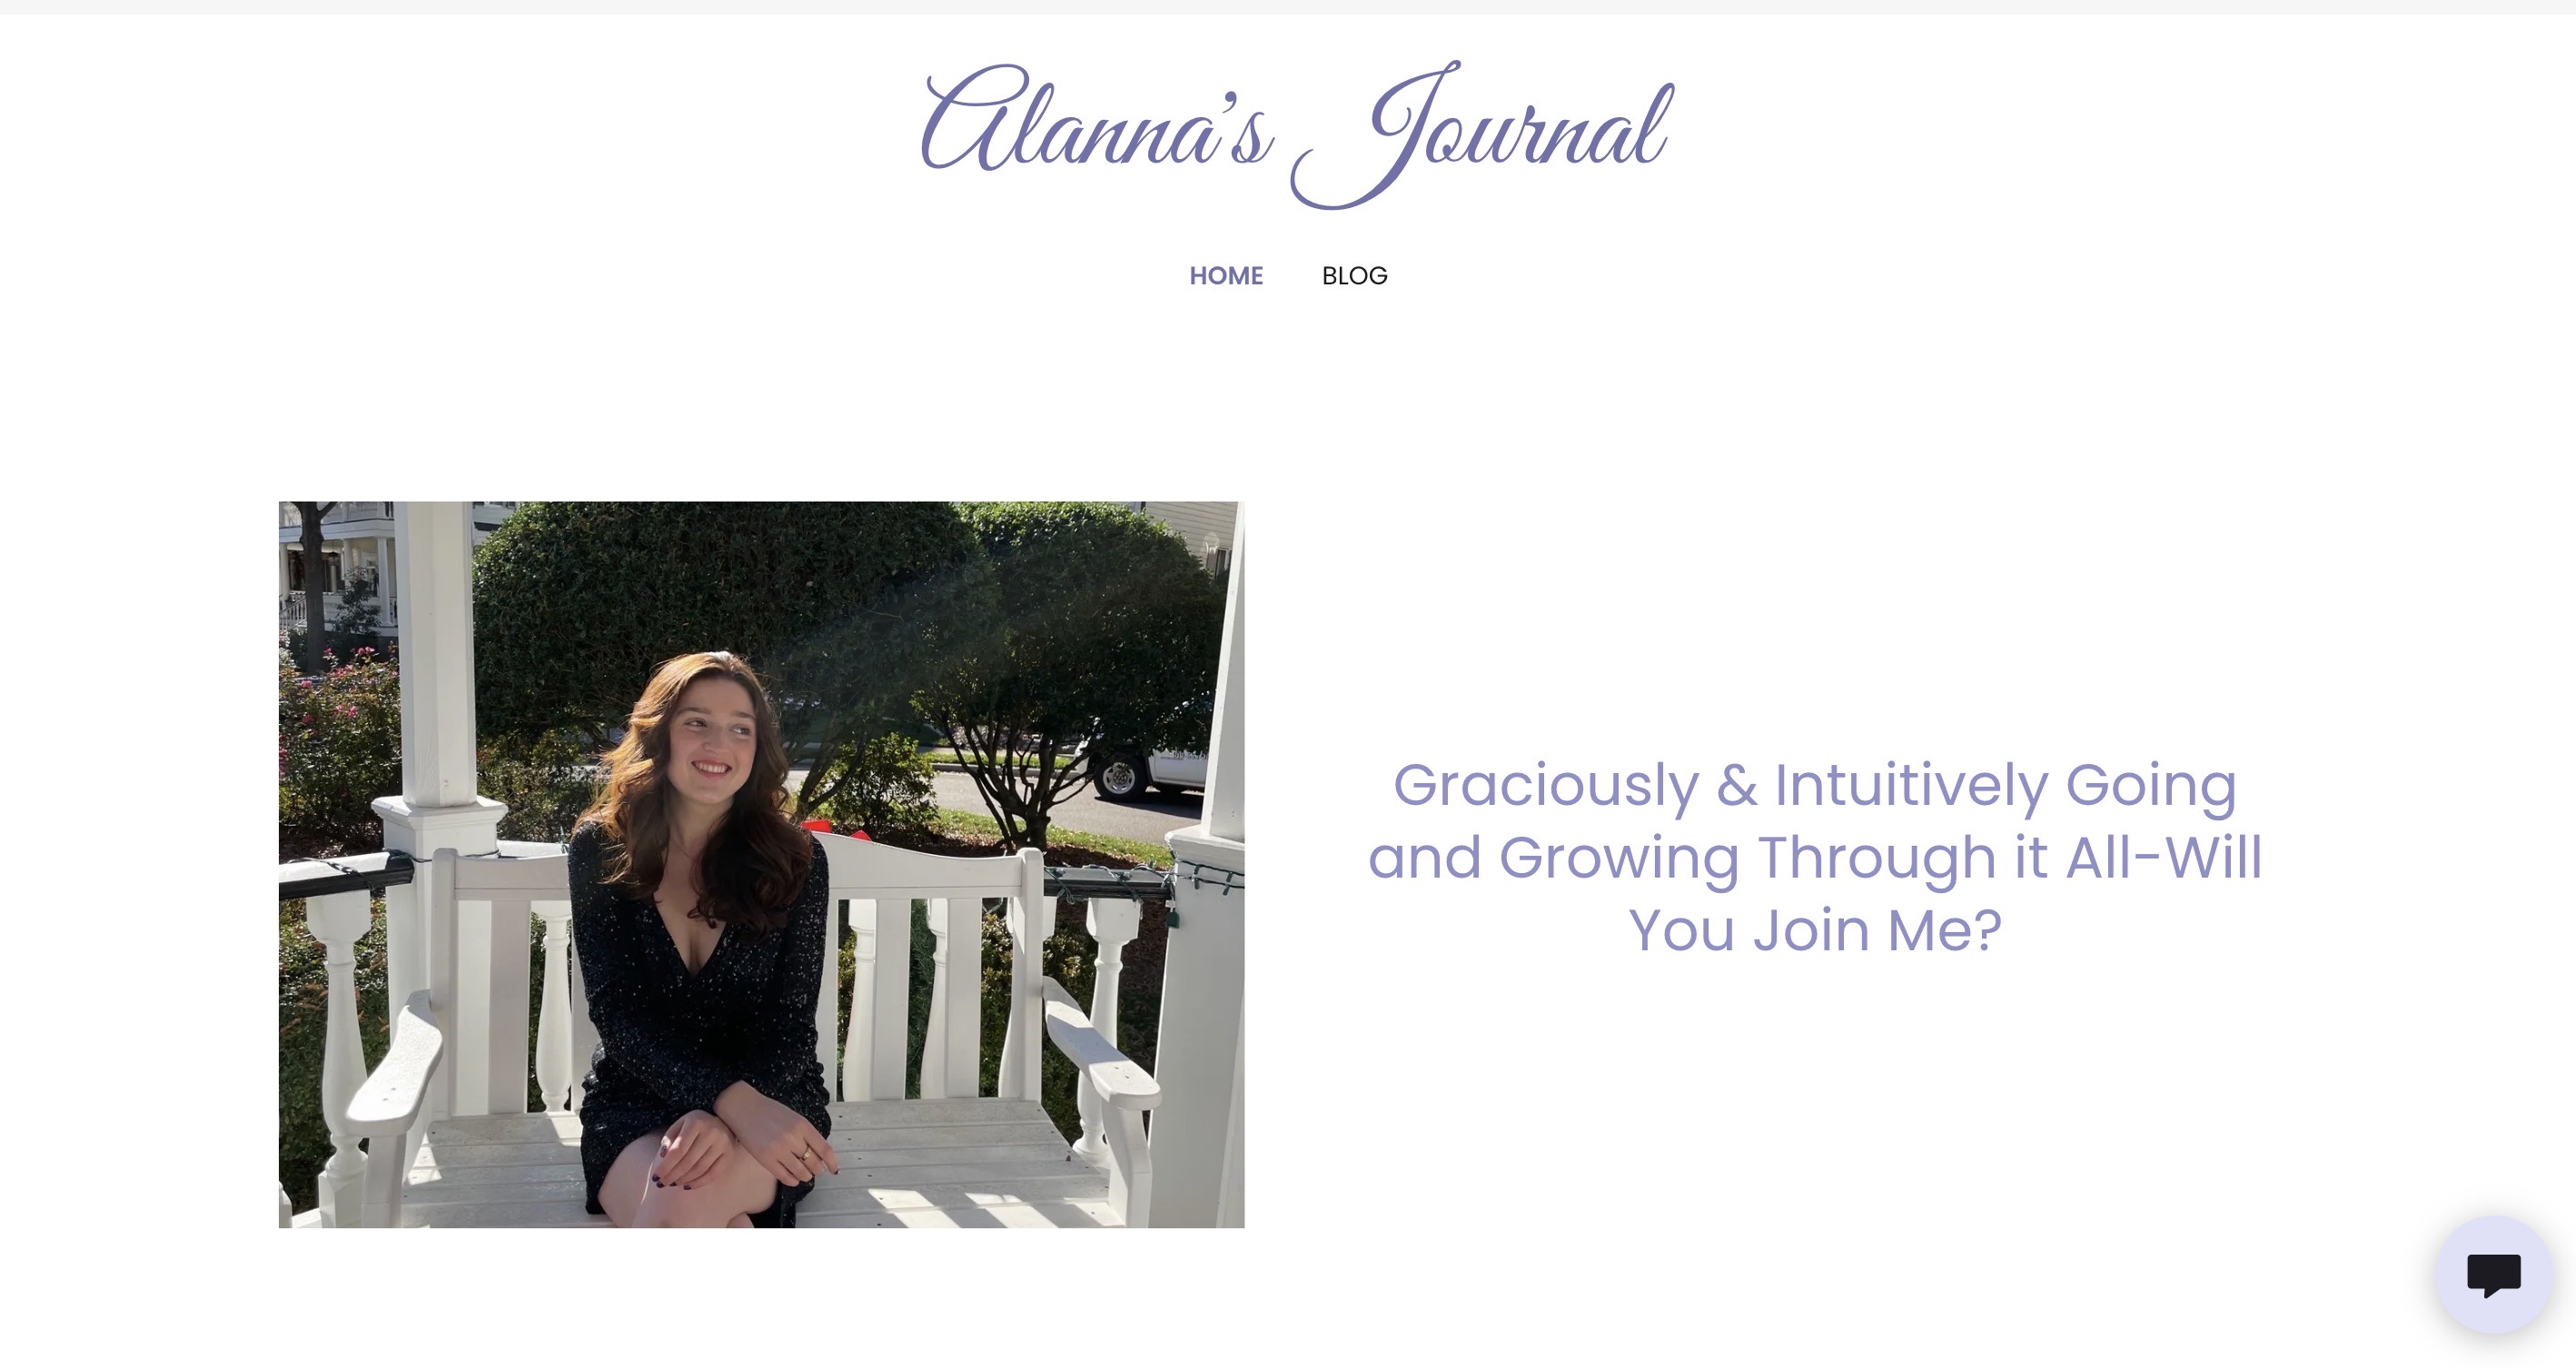 Alanna's Journal
HOME BLOG
Graciously & Intuitively Going
and Growing Through it All-Will
You Join Me?